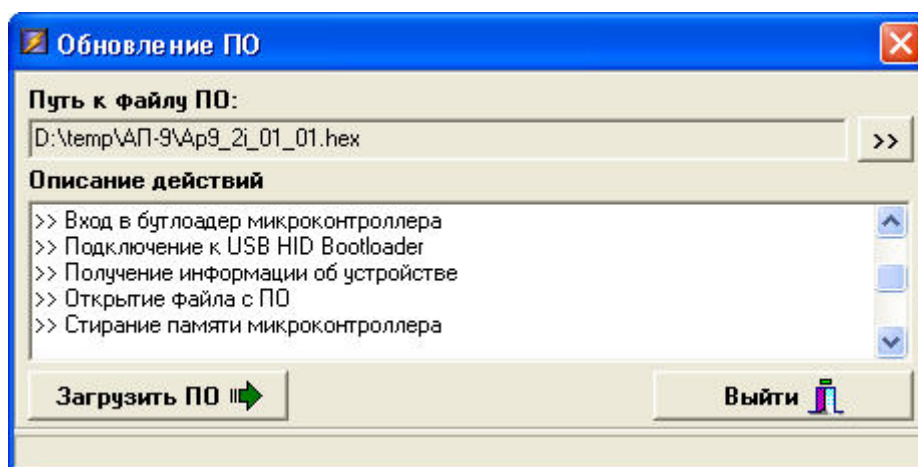 Обновление ПО
Путь к файлу ПО:
D:\temp\АП-9\Ap9_2i_01_01.hex
>>
Описание действий
>> Вход в бутлоадер микроконтроллера
>> Подключение к USB HID Bootloader
>> Получение информации об устройстве
>> Открытие файла с ПО
>> Стирание памяти микроконтроллера
Загрузить ПО
Выйти